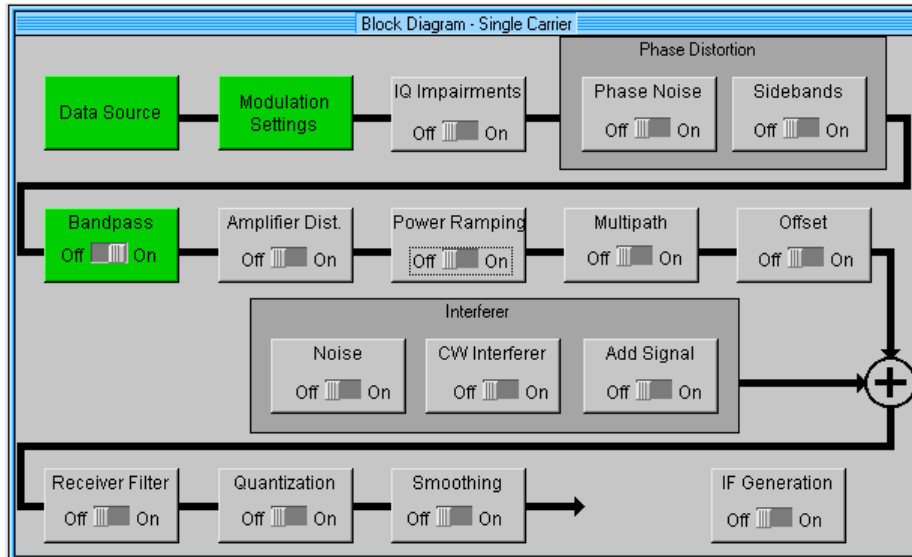 Block Diagram - Single Carrier
Phase Distortion
Data Source
Modulation
Settings
IQ Impairments
Off On
Phase Noise
Off On
Sidebands
Off On
Bandpass
Off On
Amplifier Dist.
Off On
Power Ramping
Off On
Multipath
Off On
Offset
Off On
Interferer
Noise
Off On
CW Interferer
Off On
Add Signal
Off On
Receiver Filter
Off On
Quantization
Off On
Smoothing
Off On
IF Generation
Off On